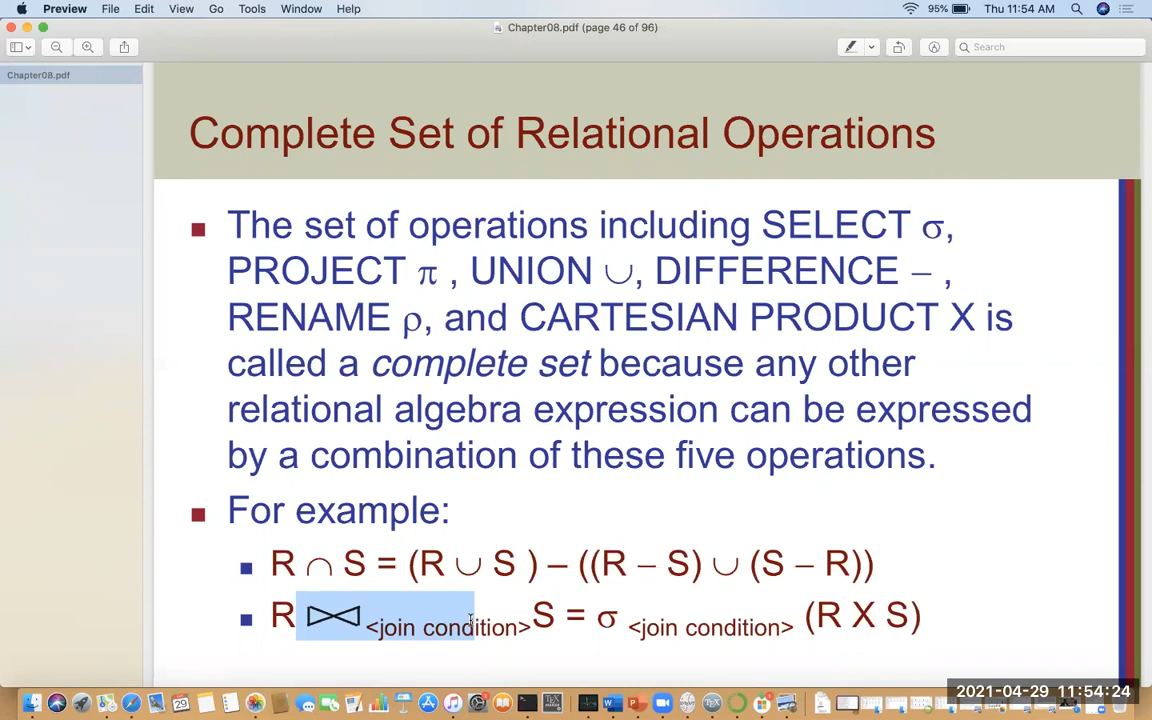 Preview File Edit View Go Tools Window Help 95% Thu 11:54 AM
Chapter08.pdf (page 46 of 96)
Search
Chapter08.pdf
Complete Set of Relational Operations
The set of operations including SELECT σ,
PROJECT π , UNION ∪, DIFFERENCE – ,
RENAME ρ, and CARTESIAN PRODUCT X is
called a complete set because any other
relational algebra expression can be expressed
by a combination of these five operations.
For example:
R ∩ S = (R ∪ S ) – ((R – S) ∪ (S – R))
R ⋈ <join condition> S = σ <join condition> (R X S)
2021-04-29 11:54:24